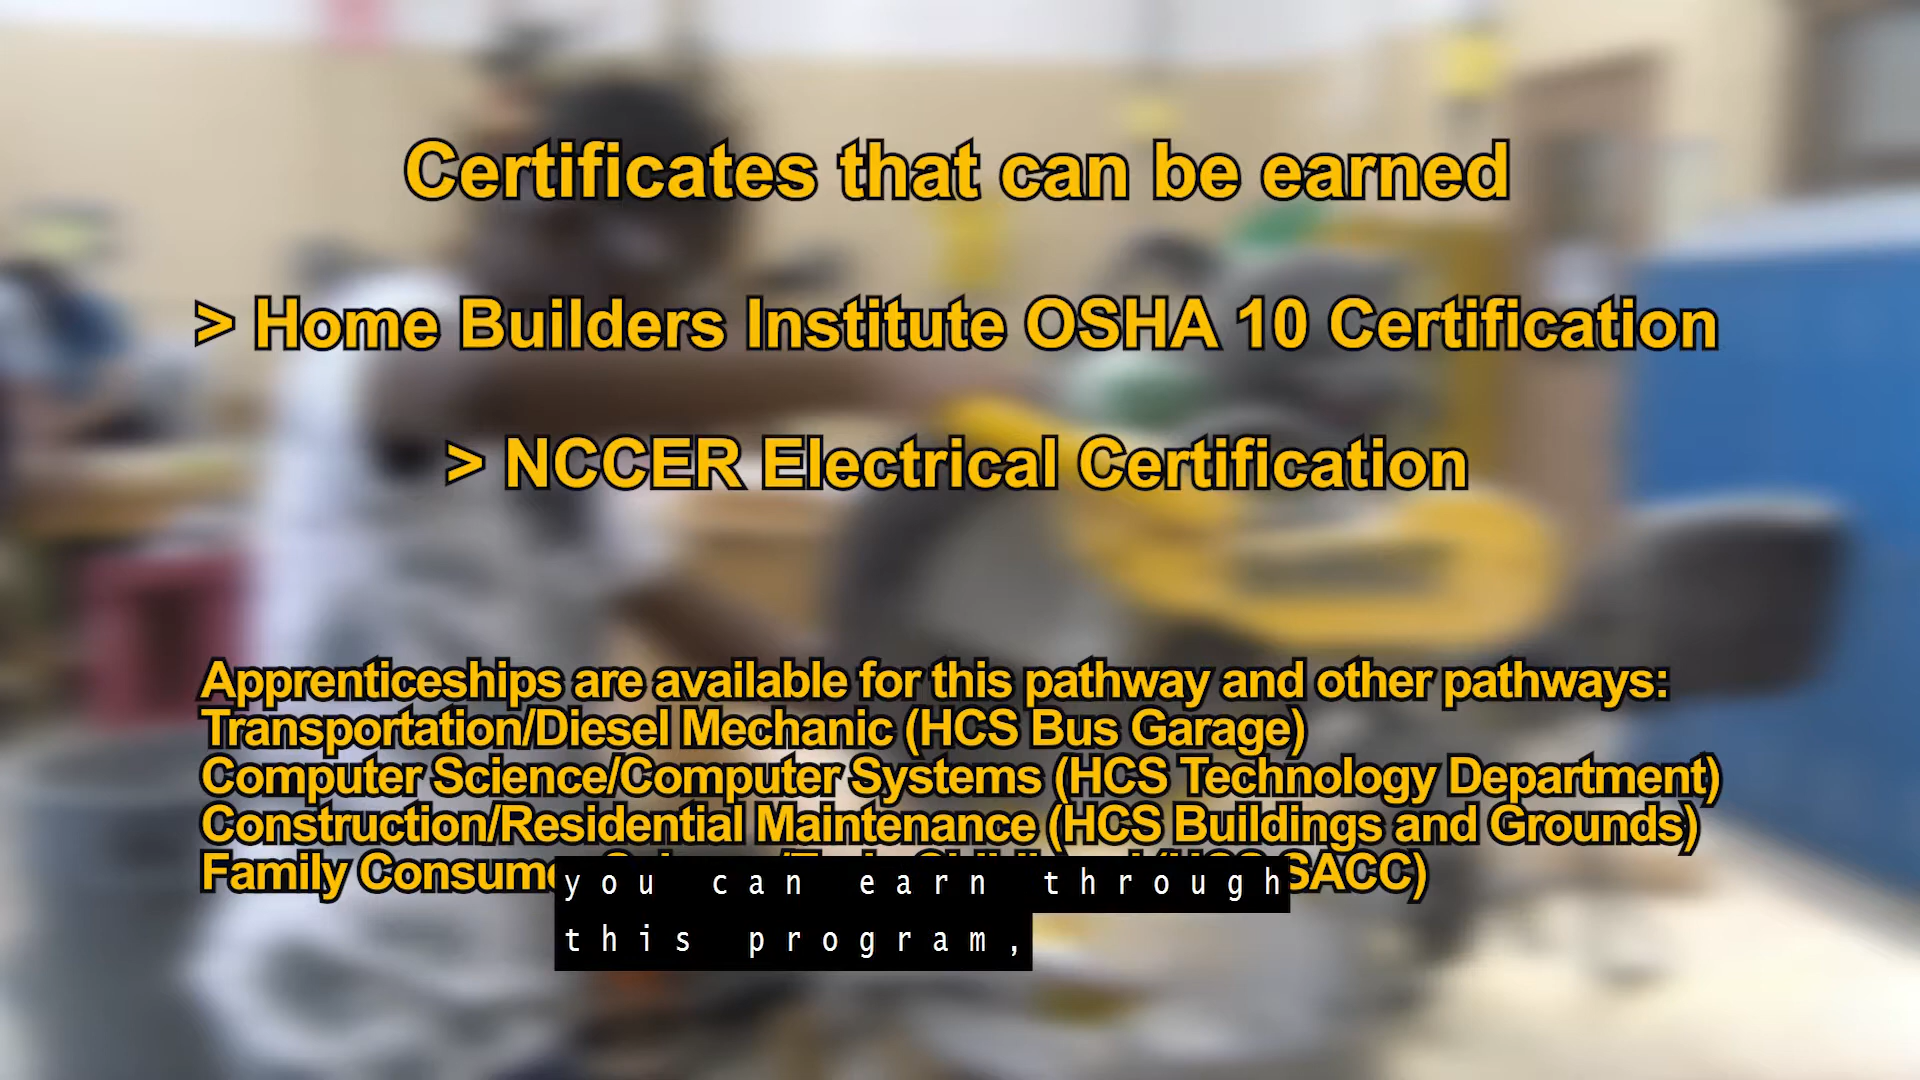 Certificates that can be earned
> Home Builders Institute OSHA 10 Certification
> NCCER Electrical Certification
Apprenticeships are available for this pathway and other pathways:
Transportation/Diesel Mechanic (HCS Bus Garage)
Computer Science/Computer Systems (HCS Technology Department)
Construction/Residential Maintenance (HCS Buildings and Grounds)
Family SACC)
you can earn through
this program,